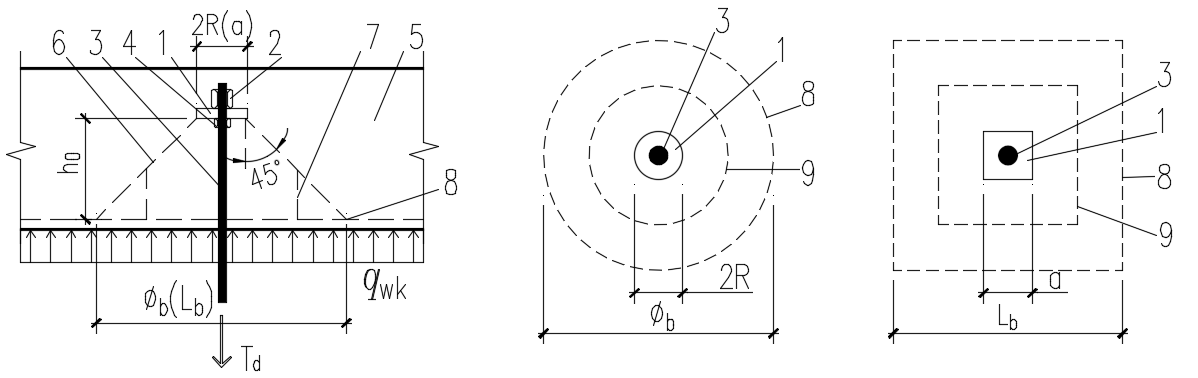 2R(a)
6 3 4 1 2 7 5
h0
45°
8
qwk
ϕb(Lb)
Td
3
1
8
9
2R
ϕb
3
1
8
9
a
Lb